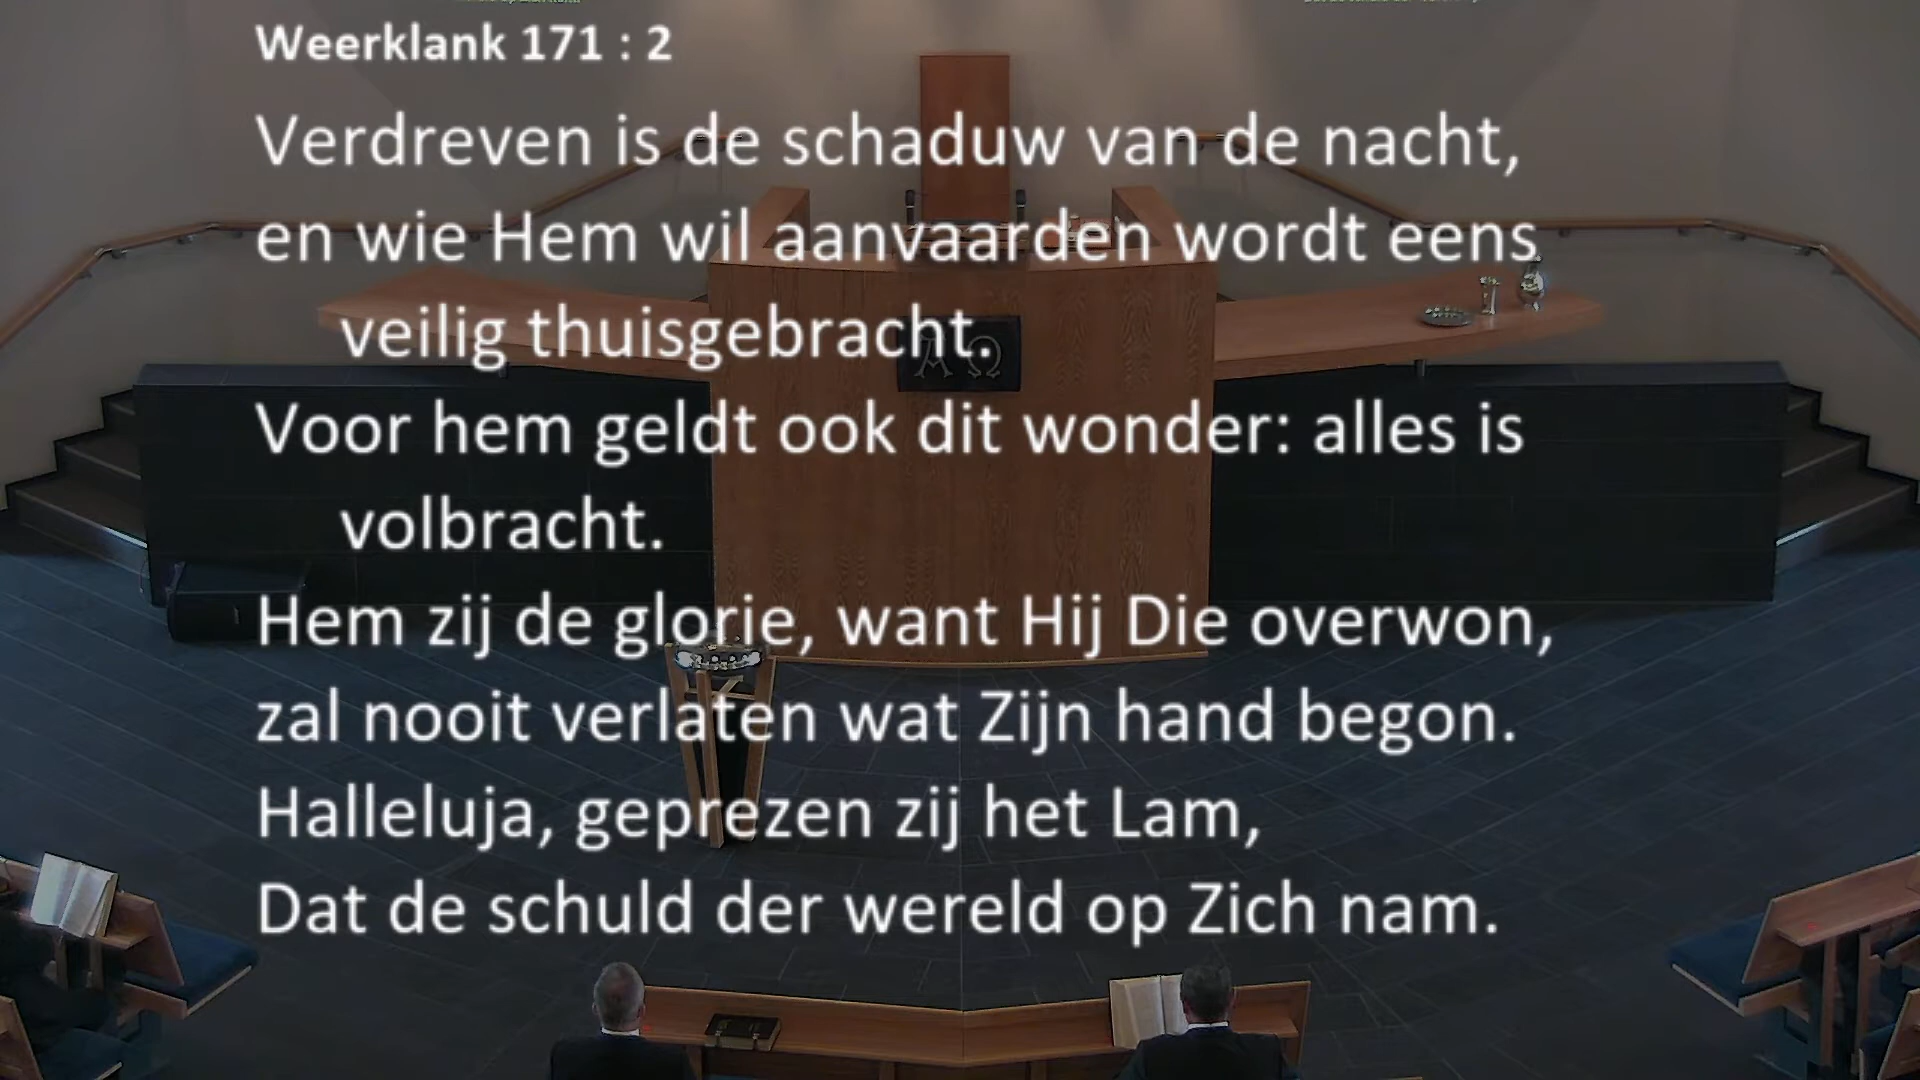 Weerklank 171 : 2
Verdreven is de schaduw van de nacht,
en wie Hem wil aanvaarden wordt eens
veilig thuisgebracht.
Voor hem geldt ook dit wonder: alles is
volbracht.
Hem zij de glorie, want Hij Die overwon,
zal nooit verlaten wat Zijn hand begon.
Halleluja, geprezen zij het Lam,
Dat de schuld der wereld op Zich nam.
Α Ω